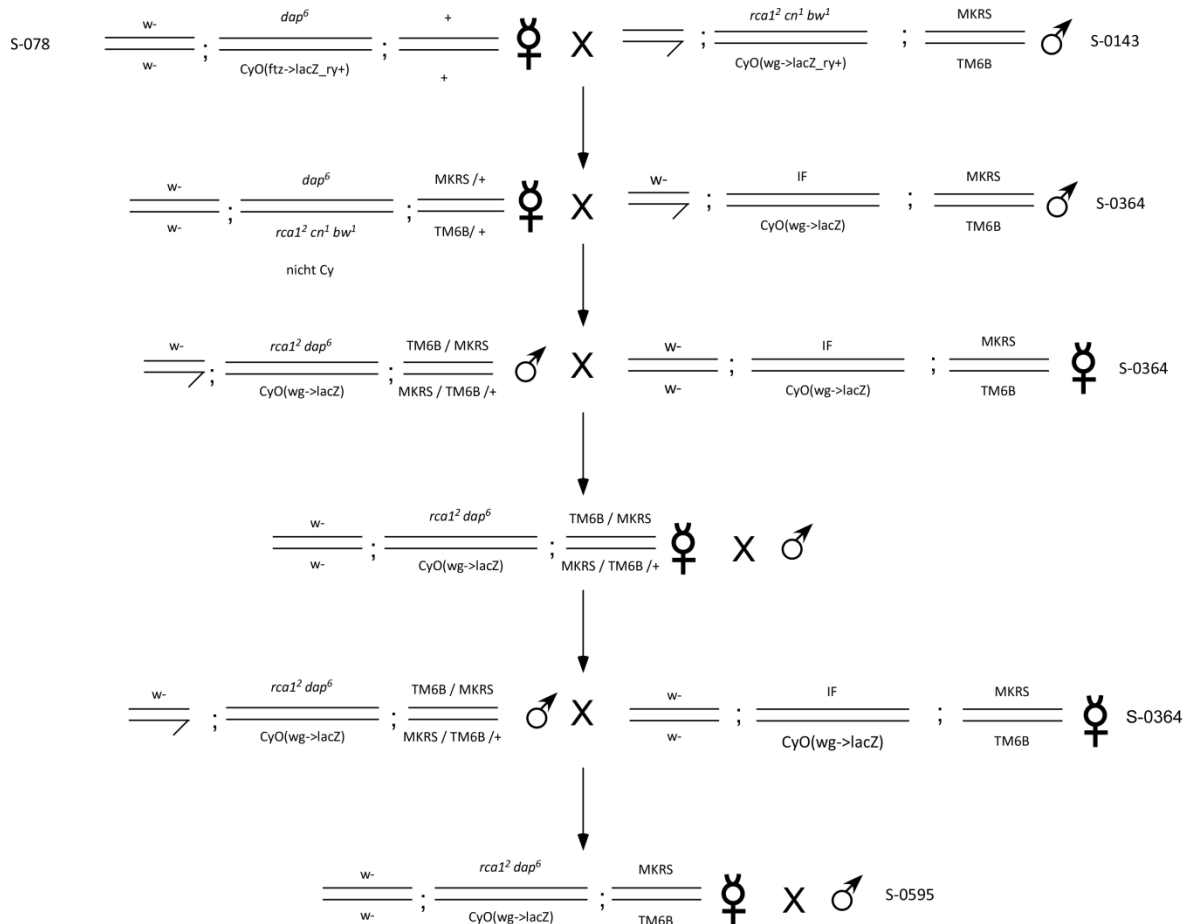 w- dap⁶ + rca1² cn¹ bw¹ MKRS
S-078 ; ; X ; ; S-0143
w- CyO(ftz->lacZ_ry+) + CyO(wg->lacZ_ry+) TM6B
w- dap⁶ MKRS /+ w- IF MKRS
; ; X ; ; S-0364
w- rca1² cn¹ bw¹ TM6B/ + CyO(wg->lacZ) TM6B
nicht Cy
w- rca1² dap⁶ TM6B / MKRS w- IF MKRS
; ; X ; ; S-0364
CyO(wg->lacZ) MKRS / TM6B /+ w- CyO(wg->lacZ) TM6B
w- rca1² dap⁶ TM6B / MKRS
; ; X
w- CyO(wg->lacZ) MKRS / TM6B /+
w- rca1² dap⁶ TM6B / MKRS w- IF MKRS
; ; X ; ; S-0364
CyO(wg->lacZ) MKRS / TM6B /+ w- CyO(wg->lacZ) TM6B
w- rca1² dap⁶ MKRS
; ; X S-0595
w- CyO(wg->lacZ) TM6B